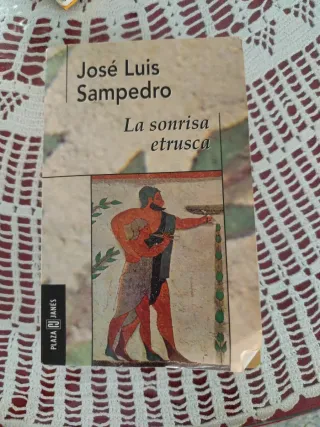 José Luis
Sampedro
La sonrisa
etrusca
PLAZA & JANÉS